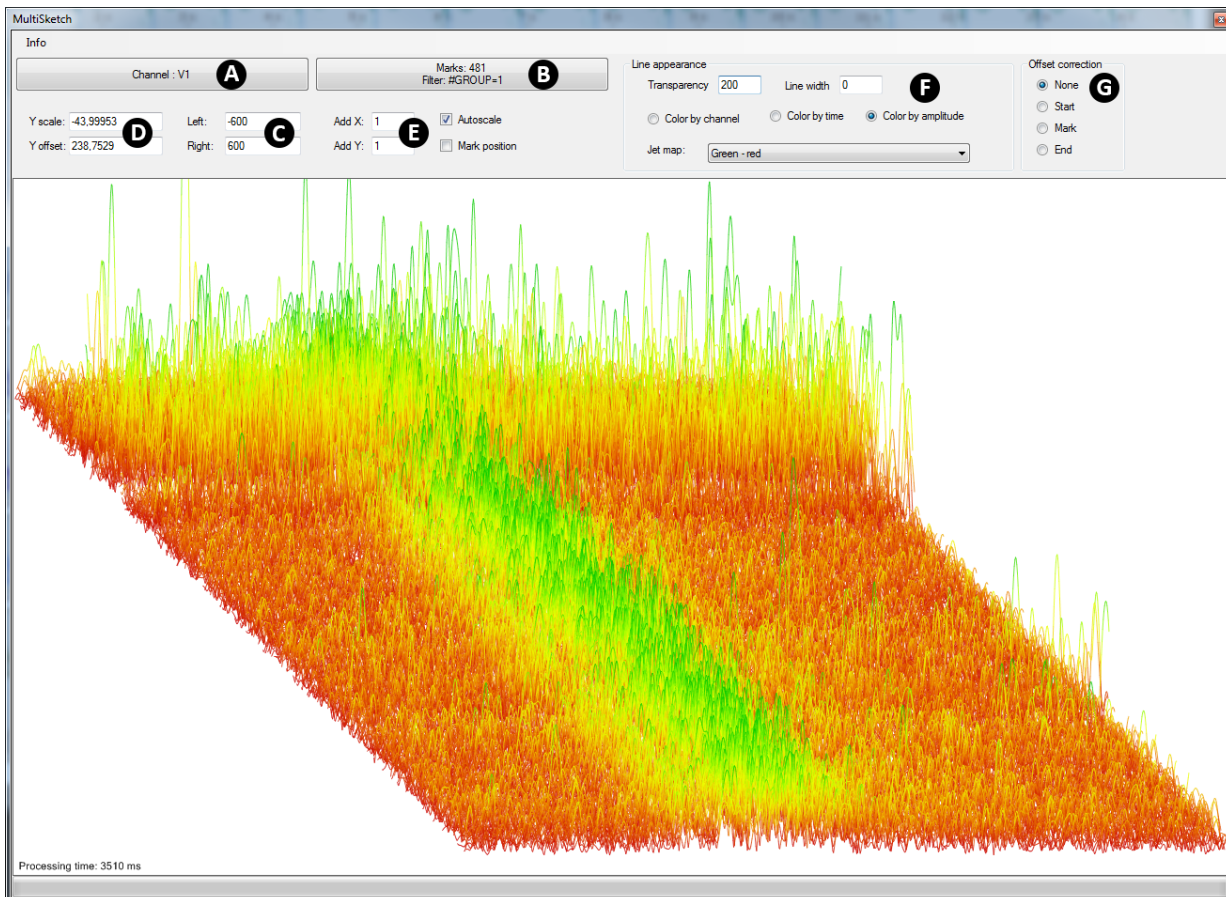 MultiSketch
Info
Channel : V1
A
Marks: 481
Filter: #GROUP=1
B
Y scale: -43,99953
Y offset: 238,7529
D
Left: -600
Right: 600
C
Add X: 1
Add Y: 1
E
Autoscale
Mark position
Line appearance
Transparency 200 Line width 0
F
Color by channel Color by time Color by amplitude
Jet map: Green - red
Offset correction
None
Start
Mark
End
G
Processing time: 3510 ms